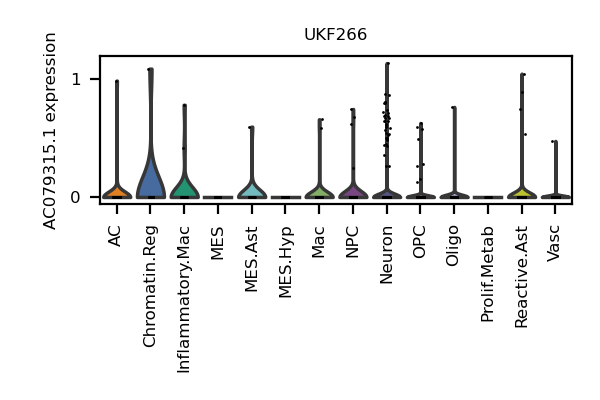 UKF266
AC079315.1 expression
1
0
AC
Chromatin.Reg
Inflammatory.Mac
MES
MES.Ast
MES.Hyp
Mac
NPC
Neuron
OPC
Oligo
Prolif.Metab
Reactive.Ast
Vasc